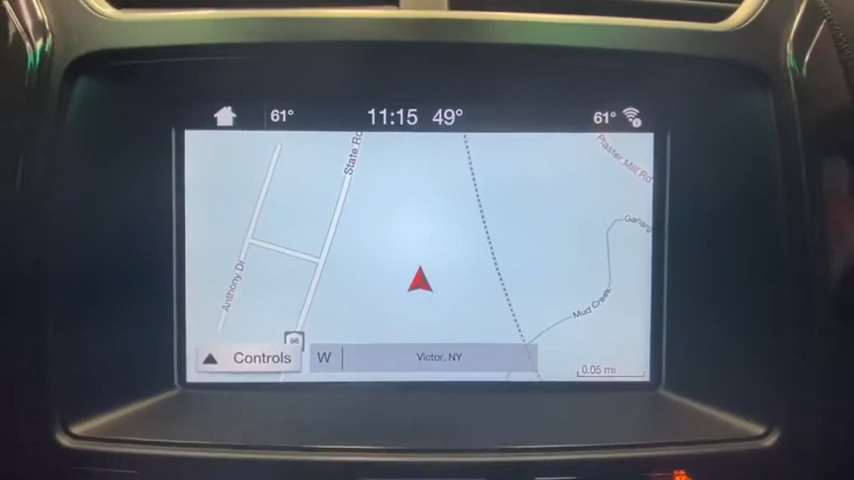 61° 11:15 49° 61°
State Rd
Plaster Mill Rd
Anthony Dr
Mud Creek
96
Controls W Victor, NY
0.05 mi